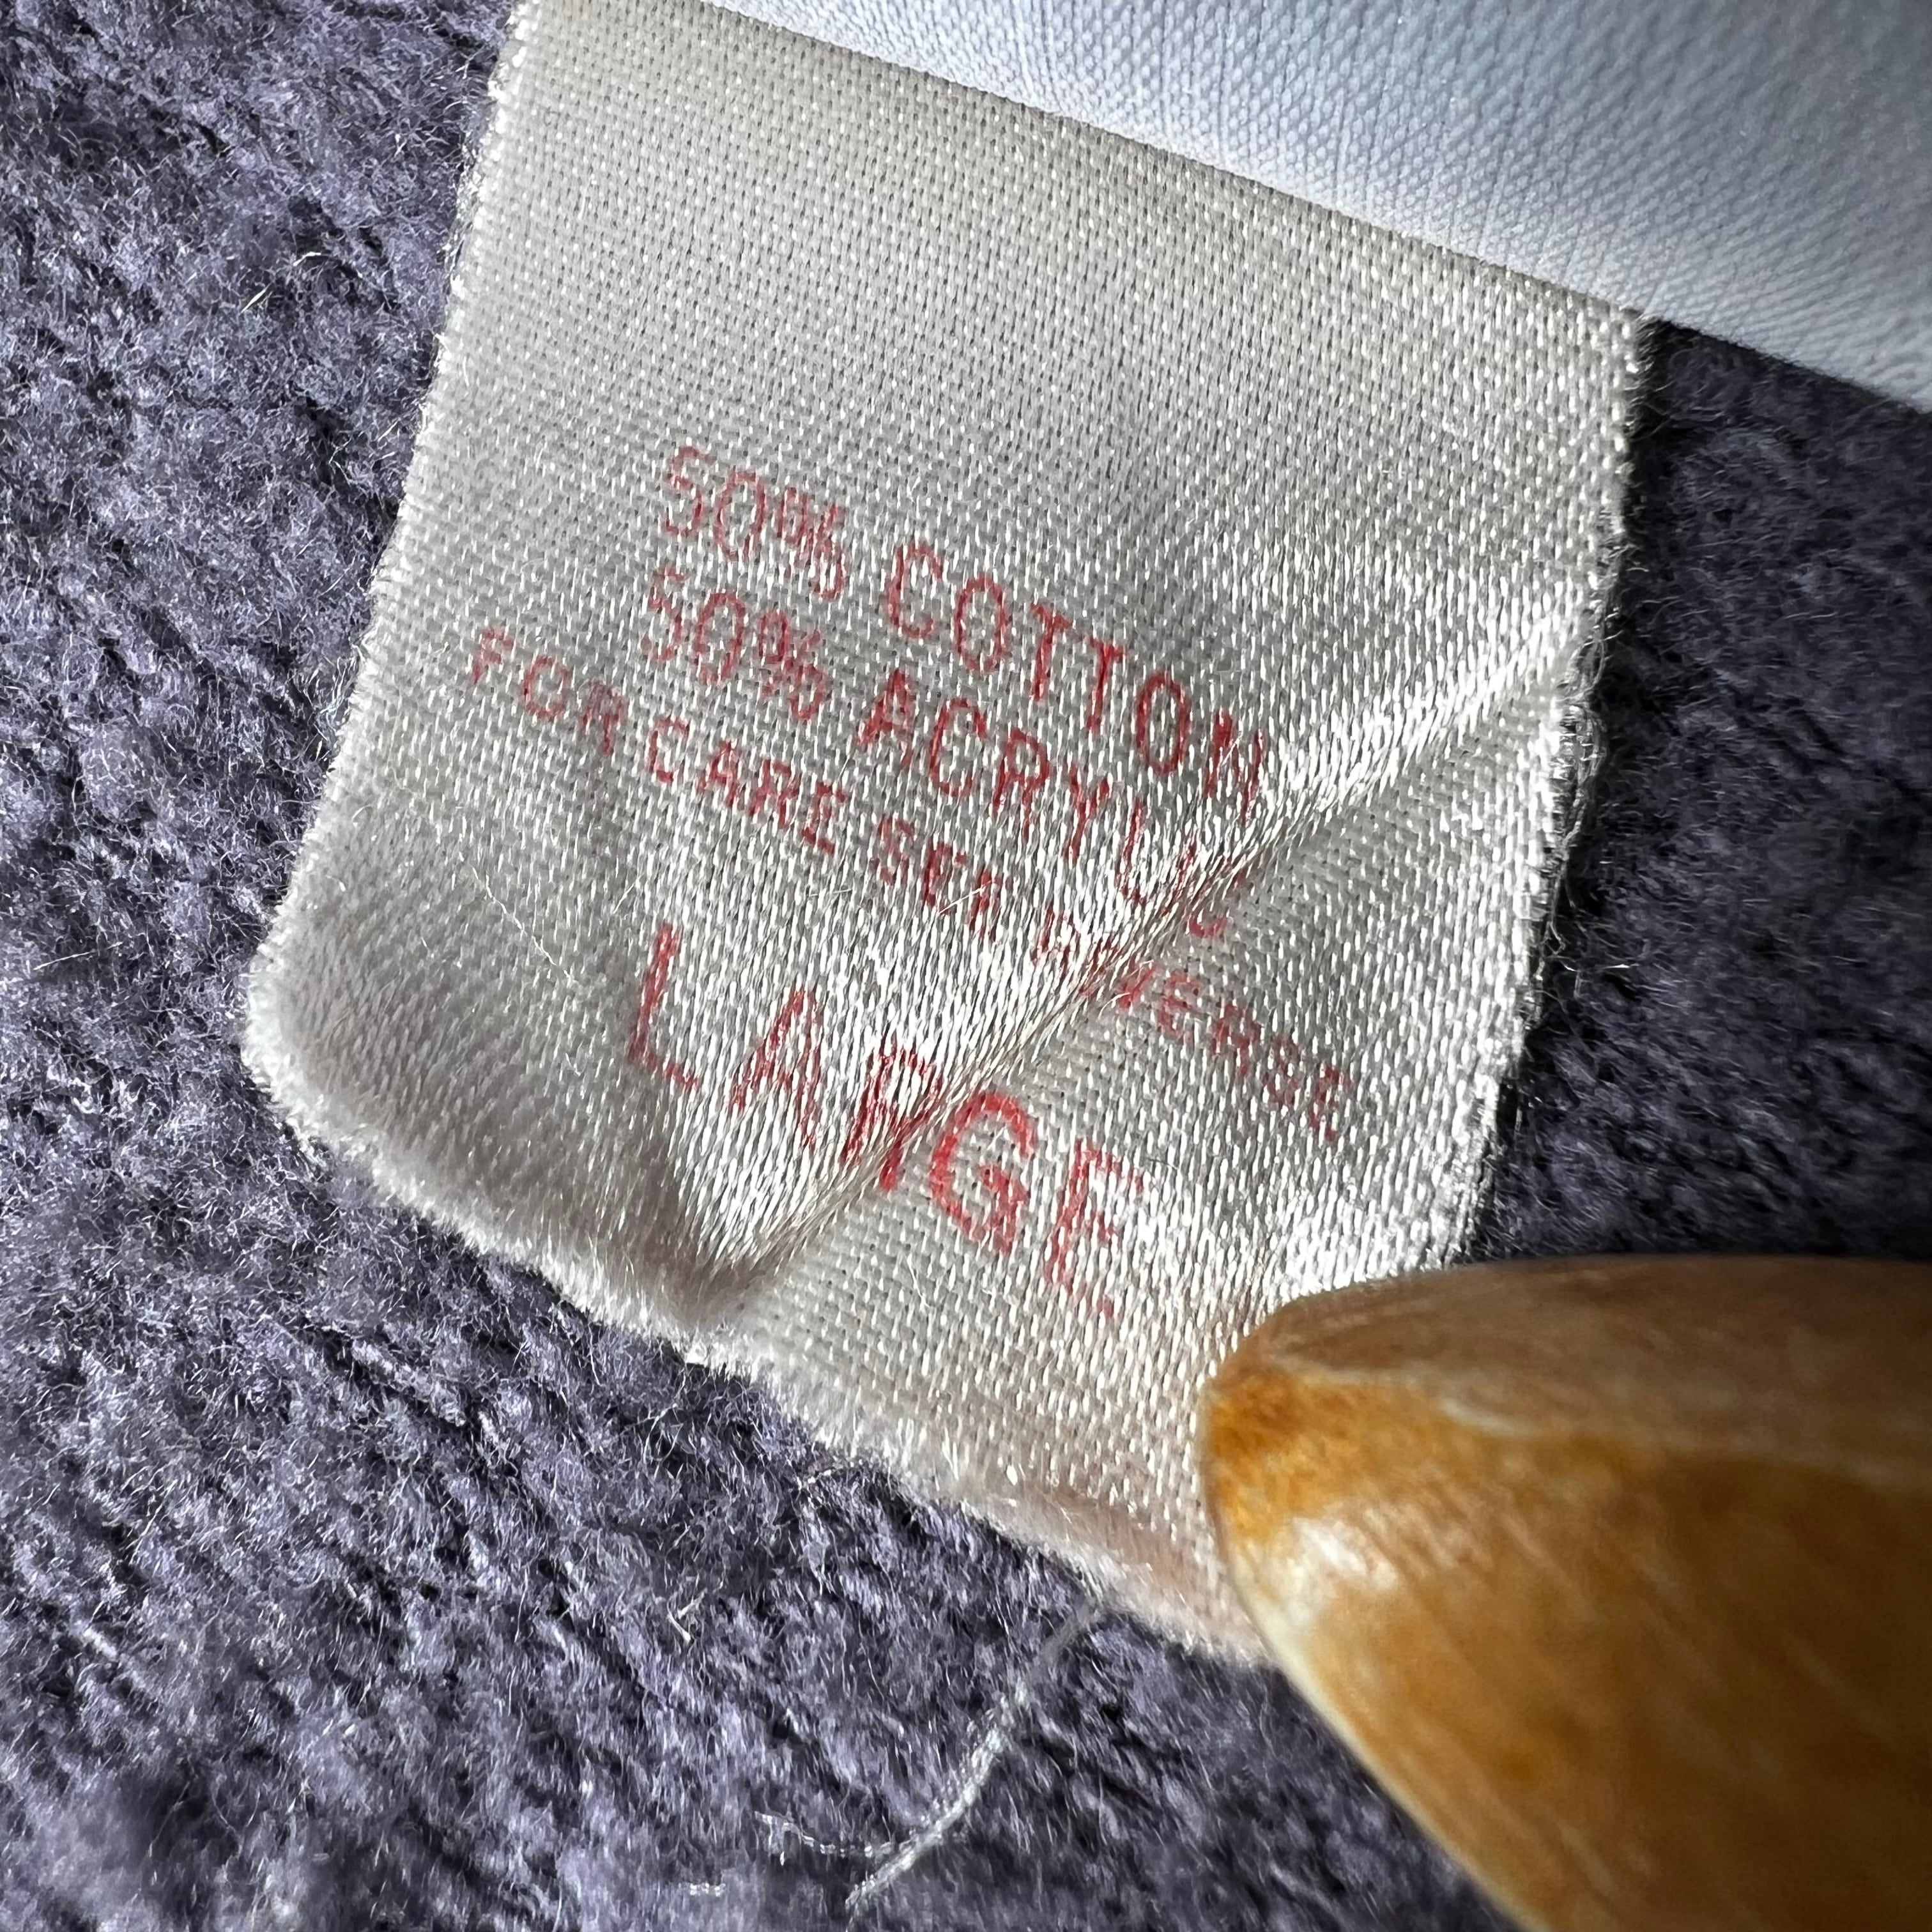 50% COTTON
50% ACRYLIC
FOR CARE SEE REVERSE
LARGE